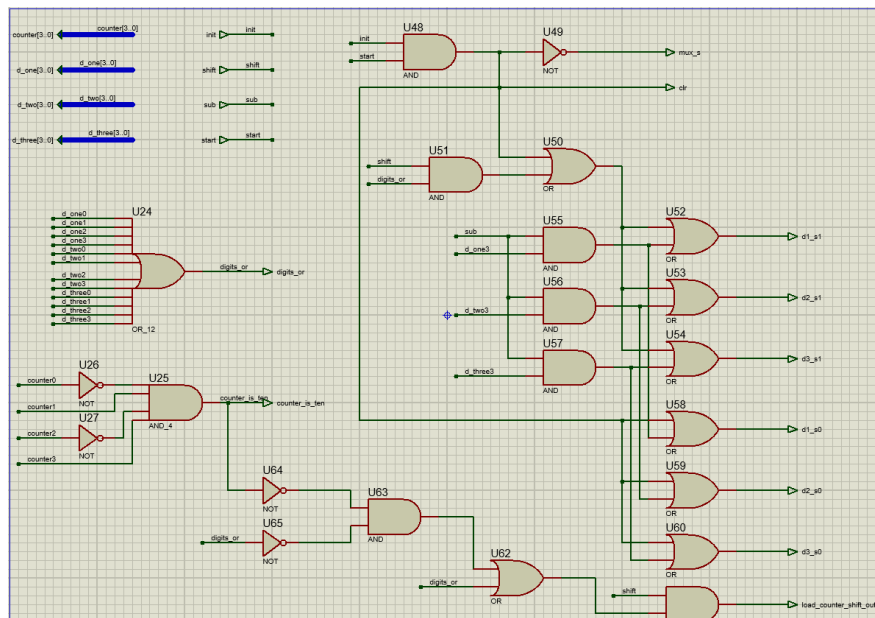 counter[3..0] counter[3..0]
d_one[3..0] d_one[3..0]
d_two[3..0] d_two[3..0]
d_three[3..0] d_three[3..0]
init init
shift shift
sub sub
start start
U48
init
start
AND
U49
NOT
mux_s
clr
U51
shift
digits_or
AND
U50
OR
U24
d_one0
d_one1
d_one2
d_one3
d_two0
d_two1
d_two2
d_two3
d_three0
d_three1
d_three2
d_three3
OR_12
digits_or
digits_or
U55
sub
d_one3
AND
U56
d_two3
AND
U57
d_three3
AND
U52
OR
d1_s1
U53
OR
d2_s1
U54
OR
d3_s1
U58
OR
d1_s0
U59
OR
d2_s0
U60
OR
d3_s0
U26
counter0
NOT
counter1
U27
counter2
NOT
counter3
U25
AND_4
counter_is_ten
counter_is_ten
U64
NOT
U65
digits_or
NOT
U63
AND
U62
digits_or
OR
shift
load_counter_shift_out